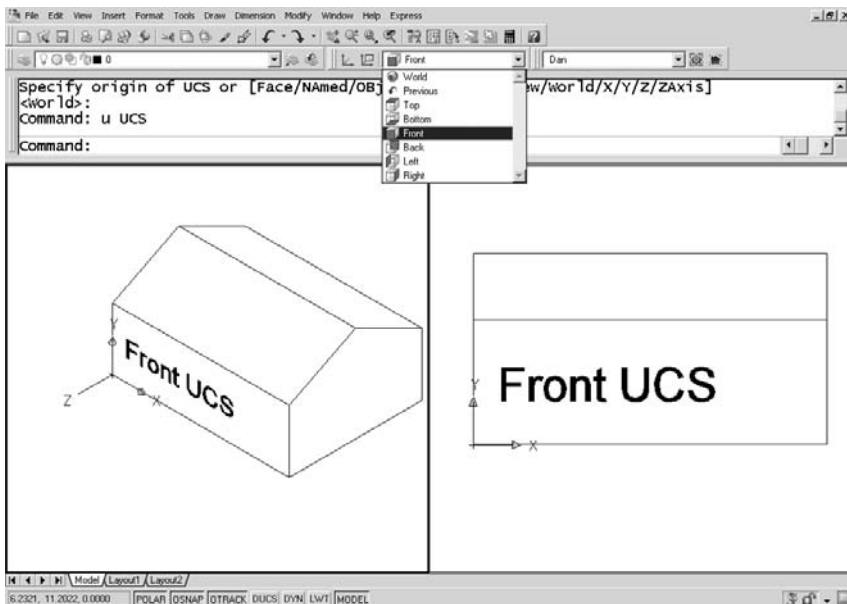 File Edit View Insert Format Tools Draw Dimension Modify Window Help Express
0 Front Dan
World
Previous
Top
Bottom
Front
Back
Left
Right
Specify origin of UCS or [Face/NAmed/OBj ew/World/X/Y/Z/ZAxis]
<World>:
Command: u UCS
Command:
Y
Front UCS
Z
X
Y
Front UCS
X
Model Layout1 Layout2
6.2321, 11.2022, 0.0000 POLAR OSNAP OTRACK DUCS DYN LWT MODEL